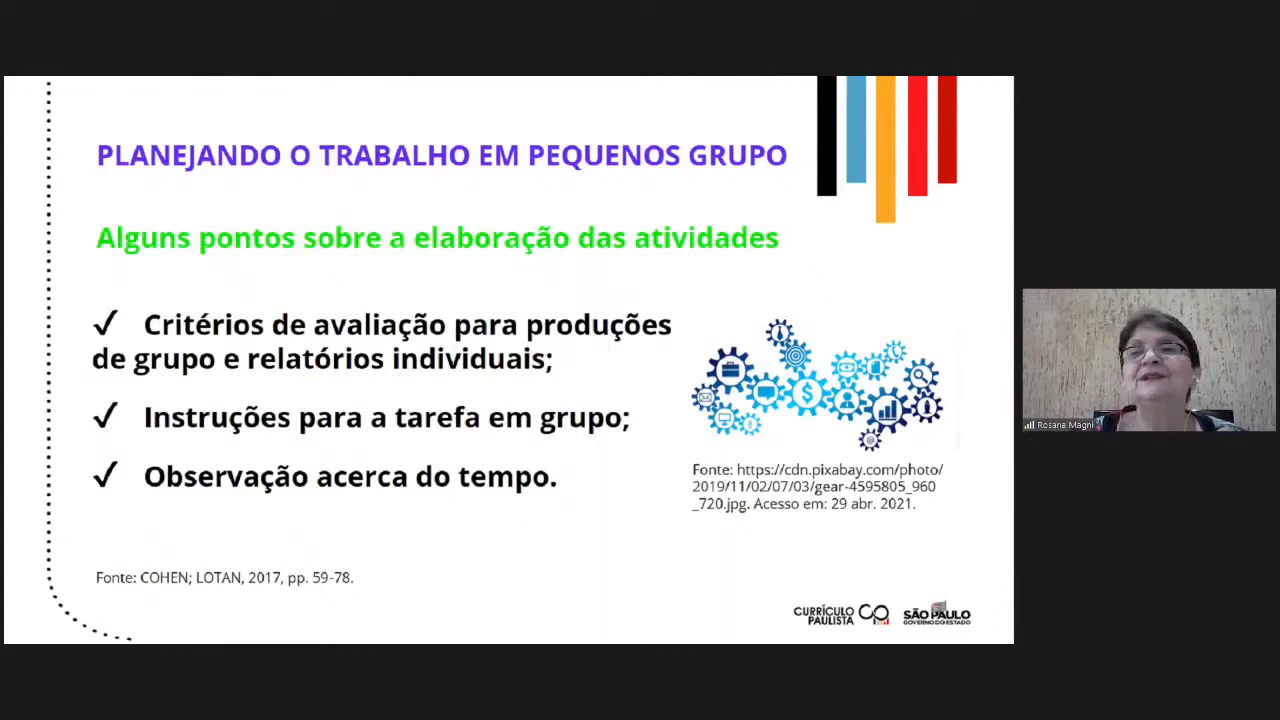 PLANEJANDO O TRABALHO EM PEQUENOS GRUPO
Alguns pontos sobre a elaboração das atividades
✓ Critérios de avaliação para produções
de grupo e relatórios individuais;
✓ Instruções para a tarefa em grupo;
✓ Observação acerca do tempo.
Fonte: https://cdn.pixabay.com/photo/
2019/11/02/07/03/gear-4595805_960
_720.jpg. Acesso em: 29 abr. 2021.
Fonte: COHEN; LOTAN, 2017, pp. 59-78.
CURRÍCULO
PAULISTA
SÃO PAULO
GOVERNO DO ESTADO
Rosana Magni